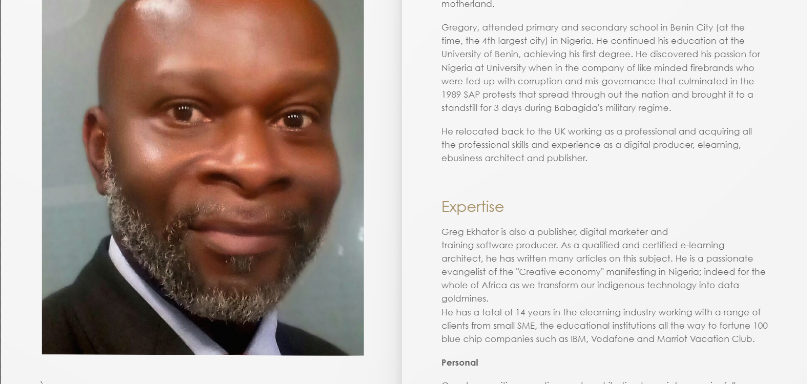 motherland.
Gregory, attended primary and secondary school in Benin City (at the
time, the 4th largest city) in Nigeria. He continued his education at the
University of Benin, achieving his first degree. He discovered his passion for
Nigeria at University when in the company of like minded firebrands who
were fed up with corruption and mis-governance that culminated in the
1989 SAP protests that spread through out the nation and brought it to a
standstill for 3 days during Babagida's military regime.
He relocated back to the UK working as a professional and acquiring all
the professional skills and experience as a digital producer, elearning,
ebusiness architect and publisher.
Expertise
Greg Ekhator is also a publisher, digital marketer and
training software producer. As a qualified and certified e-learning
architect, he has written many articles on this subject. He is a passionate
evangelist of the "Creative economy" manifesting in Nigeria; indeed for the
whole of Africa as we transform our indigenous technology into data
goldmines.
He has a total of 14 years in the elearning industry working with a range of
clients from small SME, the educational institutions all the way to fortune 100
blue chip companies such as IBM, Vodafone and Marriot Vacation Club.
Personal